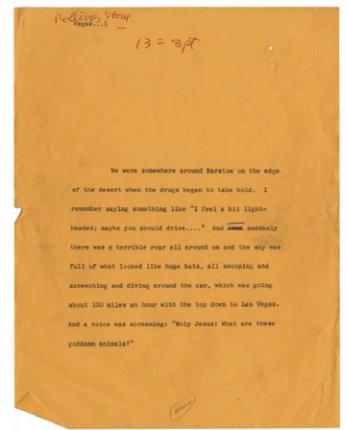 Rolling Stone
Vegas...1
13 = 8pt
We were somewhere around Barstow on the edge
of the desert when the drugs began to take hold. I
remember saying something like "I feel a bit light-
headed; maybe you should drive...." And suddenly
there was a terrible roar all around us and the sky was
full of what looked like huge bats, all swooping and
screeching and diving around the car, which was going
about 100 miles an hour with the top down to Las Vegas.
And a voice was screaming: "Holy Jesus! What are these
goddamn animals?"
(more)